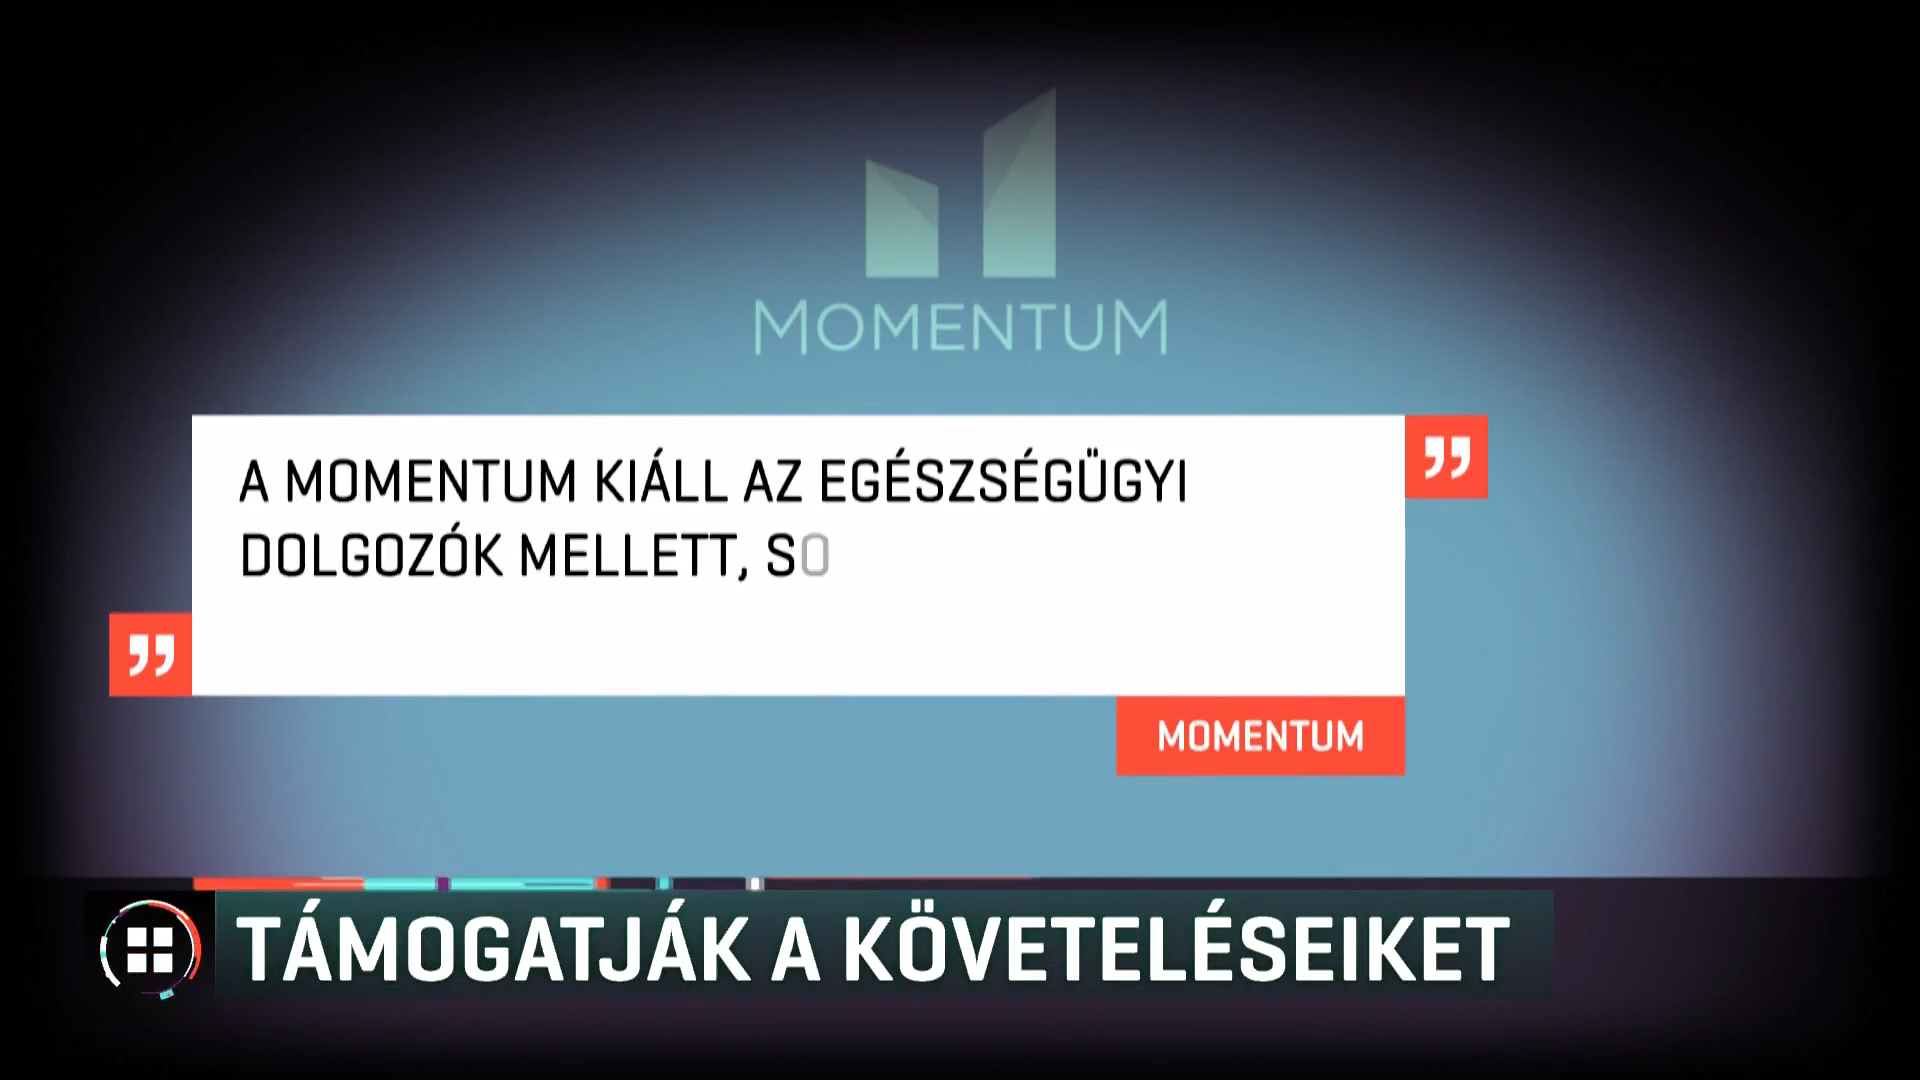 MOMENTUM
A MOMENTUM KIÁLL AZ EGÉSZSÉGÜGYI
DOLGOZÓK MELLETT, SO
MOMENTUM
TÁMOGATJÁK A KÖVETELÉSEIKET